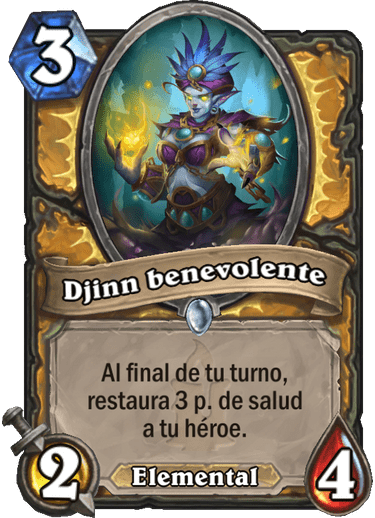 3
Djinn benevolente
Al final de tu turno,
restaura 3 p. de salud
a tu héroe.
2
Elemental
4